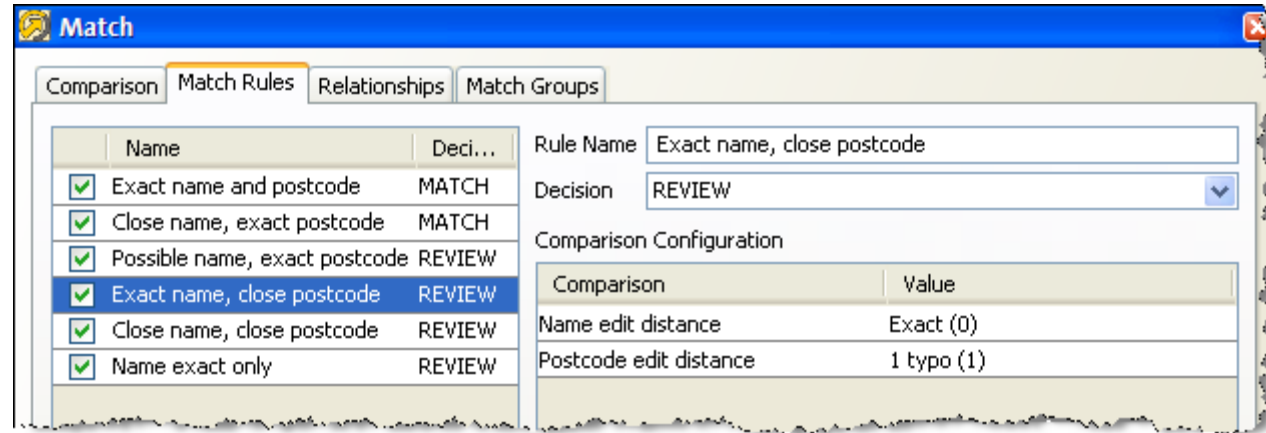 Match
Comparison Match Rules Relationships Match Groups
Name Deci...
Exact name and postcode MATCH
Close name, exact postcode MATCH
Possible name, exact postcode REVIEW
Exact name, close postcode REVIEW
Close name, close postcode REVIEW
Name exact only REVIEW
Rule Name Exact name, close postcode
Decision REVIEW
Comparison Configuration
Comparison Value
Name edit distance Exact (0)
Postcode edit distance 1 typo (1)